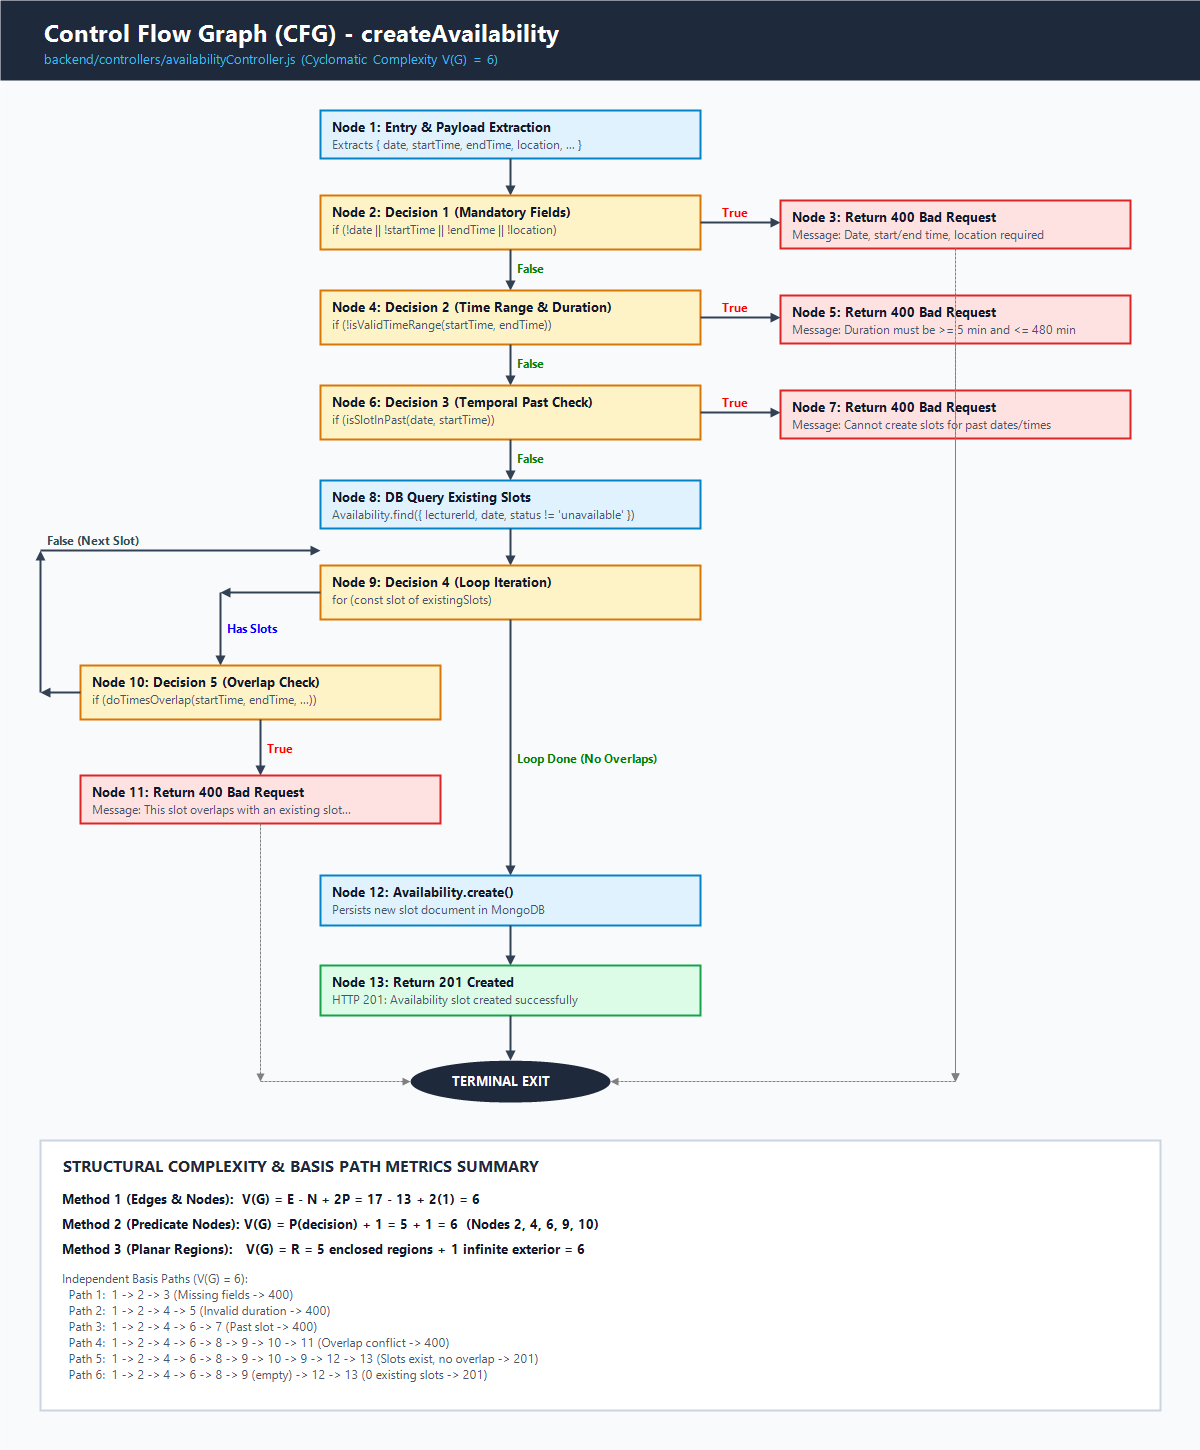 Control Flow Graph (CFG) - createAvailability
backend/controllers/availabilityController.js (Cyclomatic Complexity V(G) = 6)
Node 1: Entry & Payload Extraction
Extracts { date, startTime, endTime, location, ... }
Node 2: Decision 1 (Mandatory Fields)
if (!date || !startTime || !endTime || !location)
True
Node 3: Return 400 Bad Request
Message: Date, start/end time, location required
False
Node 4: Decision 2 (Time Range & Duration)
if (!isValidTimeRange(startTime, endTime))
True
Node 5: Return 400 Bad Request
Message: Duration must be >= 5 min and <= 480 min
False
Node 6: Decision 3 (Temporal Past Check)
if (isSlotInPast(date, startTime))
True
Node 7: Return 400 Bad Request
Message: Cannot create slots for past dates/times
False
Node 8: DB Query Existing Slots
Availability.find({ lecturerId, date, status != 'unavailable' })
False (Next Slot)
Node 9: Decision 4 (Loop Iteration)
for (const slot of existingSlots)
Has Slots
Node 10: Decision 5 (Overlap Check)
if (doTimesOverlap(startTime, endTime, ...))
True
Loop Done (No Overlaps)
Node 11: Return 400 Bad Request
Message: This slot overlaps with an existing slot...
Node 12: Availability.create()
Persists new slot document in MongoDB
Node 13: Return 201 Created
HTTP 201: Availability slot created successfully
TERMINAL EXIT
STRUCTURAL COMPLEXITY & BASIS PATH METRICS SUMMARY
Method 1 (Edges & Nodes): V(G) = E - N + 2P = 17 - 13 + 2(1) = 6
Method 2 (Predicate Nodes): V(G) = P(decision) + 1 = 5 + 1 = 6 (Nodes 2, 4, 6, 9, 10)
Method 3 (Planar Regions): V(G) = R = 5 enclosed regions + 1 infinite exterior = 6
Independent Basis Paths (V(G) = 6):
Path 1: 1 -> 2 -> 3 (Missing fields -> 400)
Path 2: 1 -> 2 -> 4 -> 5 (Invalid duration -> 400)
Path 3: 1 -> 2 -> 4 -> 6 -> 7 (Past slot -> 400)
Path 4: 1 -> 2 -> 4 -> 6 -> 8 -> 9 -> 10 -> 11 (Overlap conflict -> 400)
Path 5: 1 -> 2 -> 4 -> 6 -> 8 -> 9 -> 10 -> 9 -> 12 -> 13 (Slots exist, no overlap -> 201)
Path 6: 1 -> 2 -> 4 -> 6 -> 8 -> 9 (empty) -> 12 -> 13 (0 existing slots -> 201)